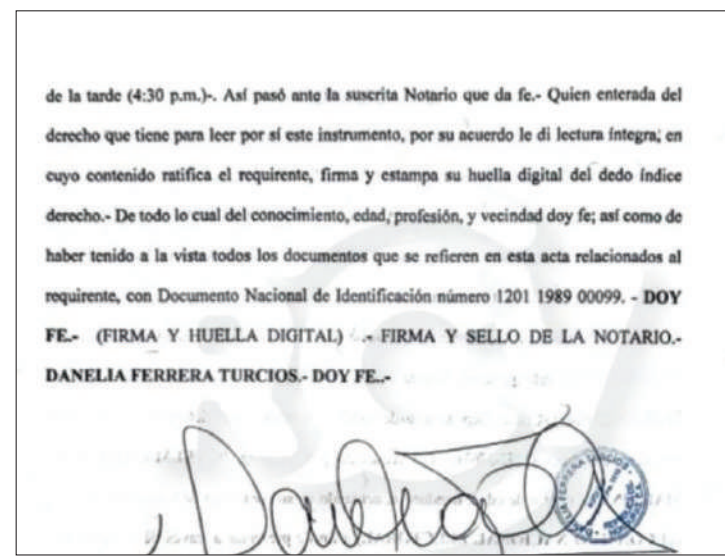 de la tarde (4:30 p.m.)-. Así pasó ante la suscrita Notario que da fe.- Quien enterada del
derecho que tiene para leer por sí este instrumento, por su acuerdo le di lectura íntegra; en
cuyo contenido ratifica el requirente, firma y estampa su huella digital del dedo índice
derecho.- De todo lo cual del conocimiento, edad, profesión, y vecindad doy fe; así como de
haber tenido a la vista todos los documentos que se refieren en esta acta relacionados al
requirente, con Documento Nacional de Identificación número 1201 1989 00099. - DOY
FE.- (FIRMA Y HUELLA DIGITAL) .- FIRMA Y SELLO DE LA NOTARIO.-
DANELIA FERRERA TURCIOS.- DOY FE..-
FERRERA TURCIOS